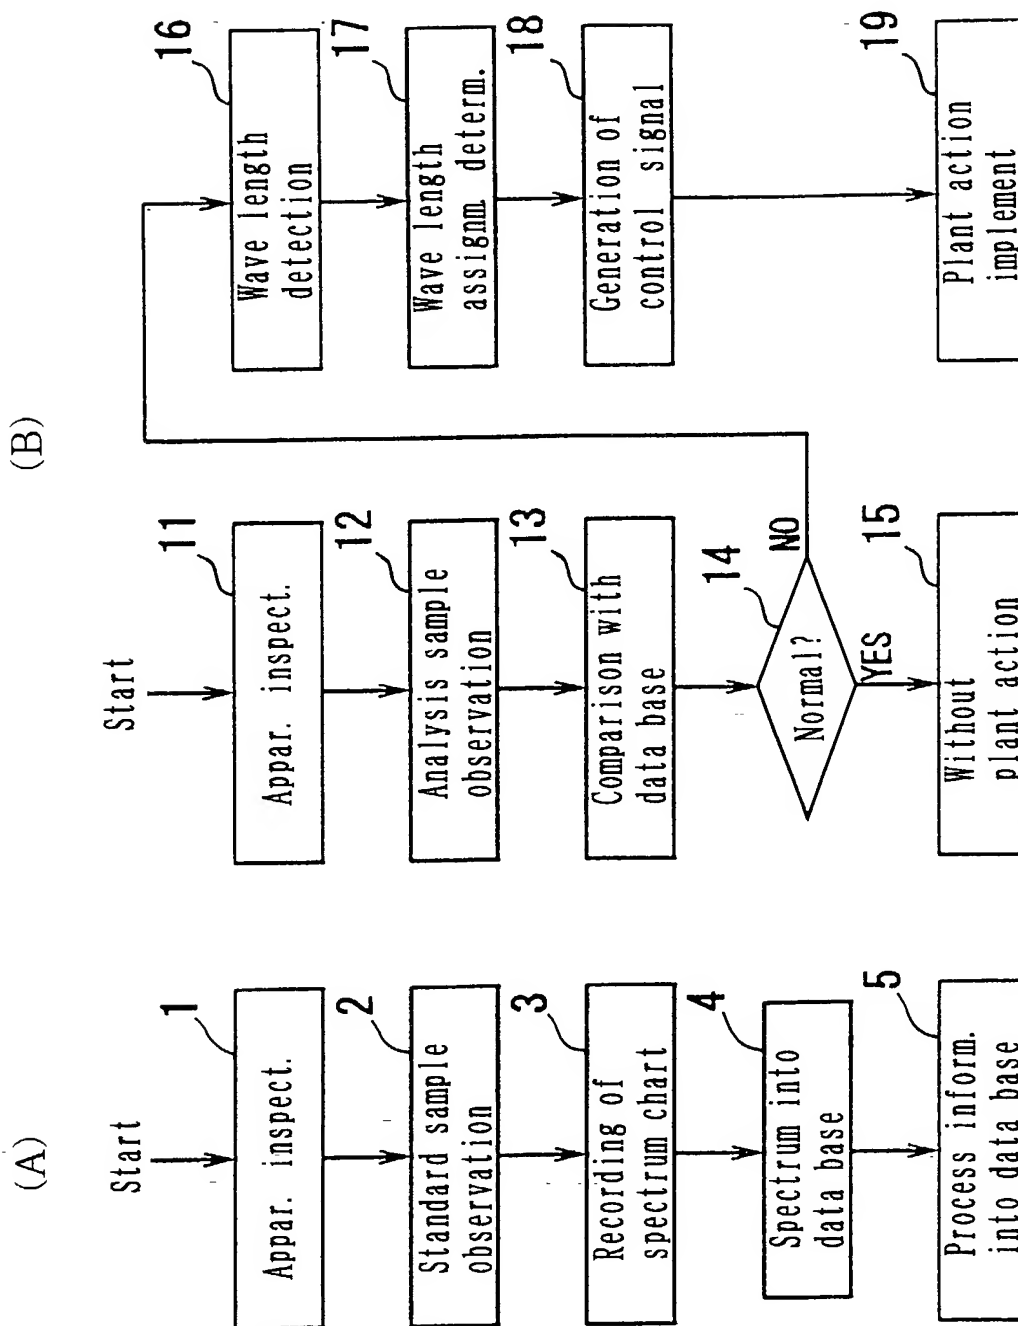 (A)
Start
1
Appar. inspect.
2
Standard sample
observation
3
Recording of
spectrum chart
4
Spectrum into
data base
5
Process inform.
into data base
(B)
Start
11
Appar. inspect.
12
Analysis sample
observation
13
Comparison with
data base
14
Normal?
NO
YES
15
Without
plant action
16
Wave length
detection
17
Wave length
assignm. determ.
18
Generation of
control signal
19
Plant action
implement